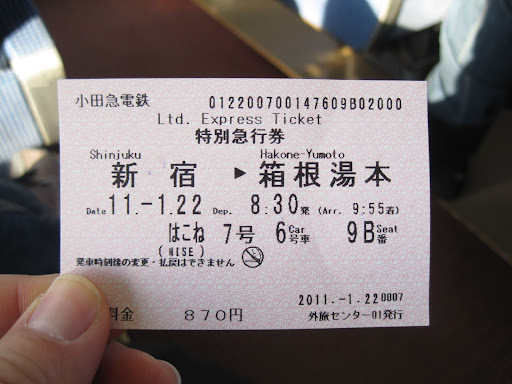 小田急電鉄 012200700147609B02000
Ltd. Express Ticket
特別急行券
Shinjuku Hakone-Yumoto
新宿 ▶ 箱根湯本
Date 11.-1.22 Dep. 8:30発 (Arr. 9:55着)
はこね 7号 6 Car 号車 9B Seat 番
(HISE)
発車時刻後の変更・払戻はできません
2011.-1.22 0007
料金 870円 外旅センター01発行